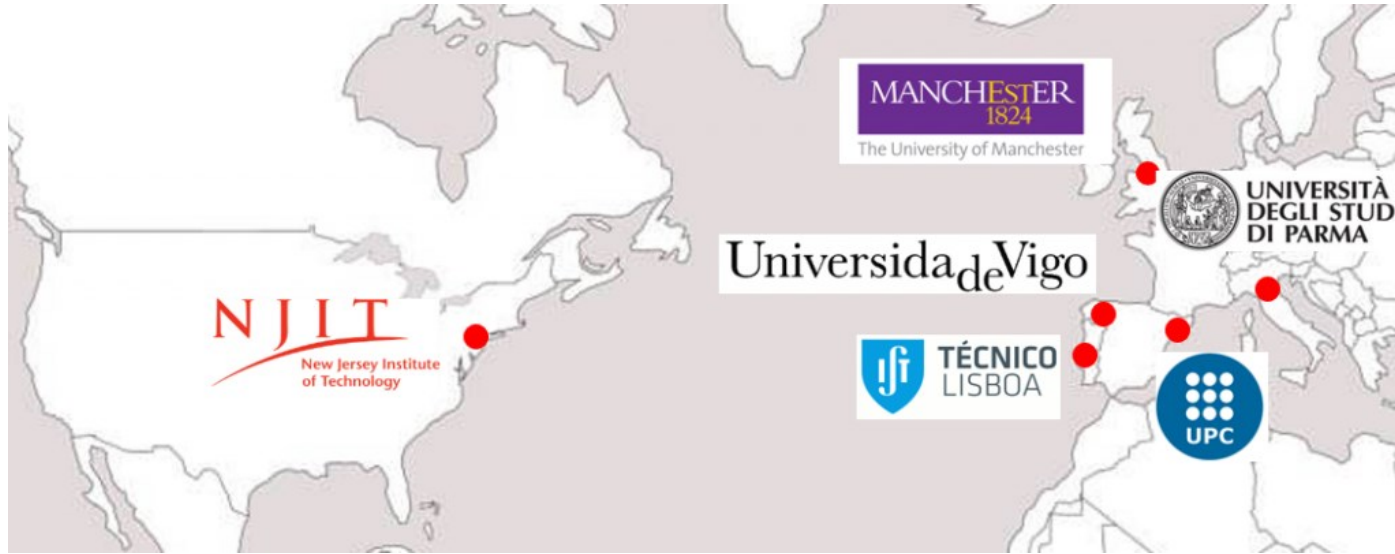 MANCHESTER
1824
The University of Manchester
UNIVERSITÀ
DEGLI STUD
DI PARMA
UniversidadeVigo
NJIT
New Jersey Institute
of Technology
TÉCNICO
LISBOA
UPC